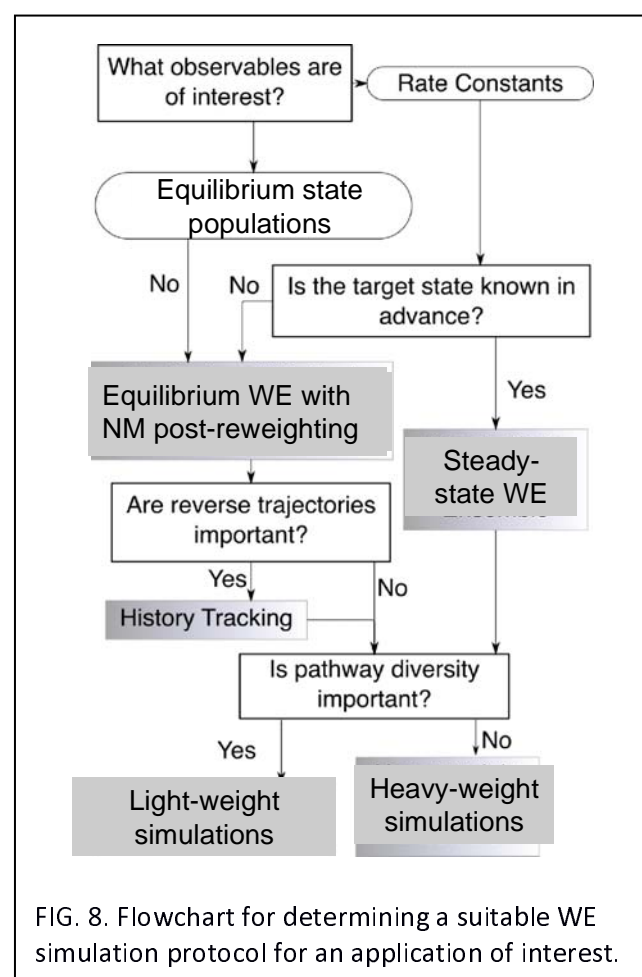 What observables are
of interest?
Rate Constants
Equilibrium state
populations
No
No
Is the target state known in
advance?
Equilibrium WE with
NM post-reweighting
Yes
Steady-
state WE
Are reverse trajectories
important?
Yes
No
History Tracking
Is pathway diversity
important?
Yes
No
Light-weight
simulations
Heavy-weight
simulations
FIG. 8. Flowchart for determining a suitable WE
simulation protocol for an application of interest.